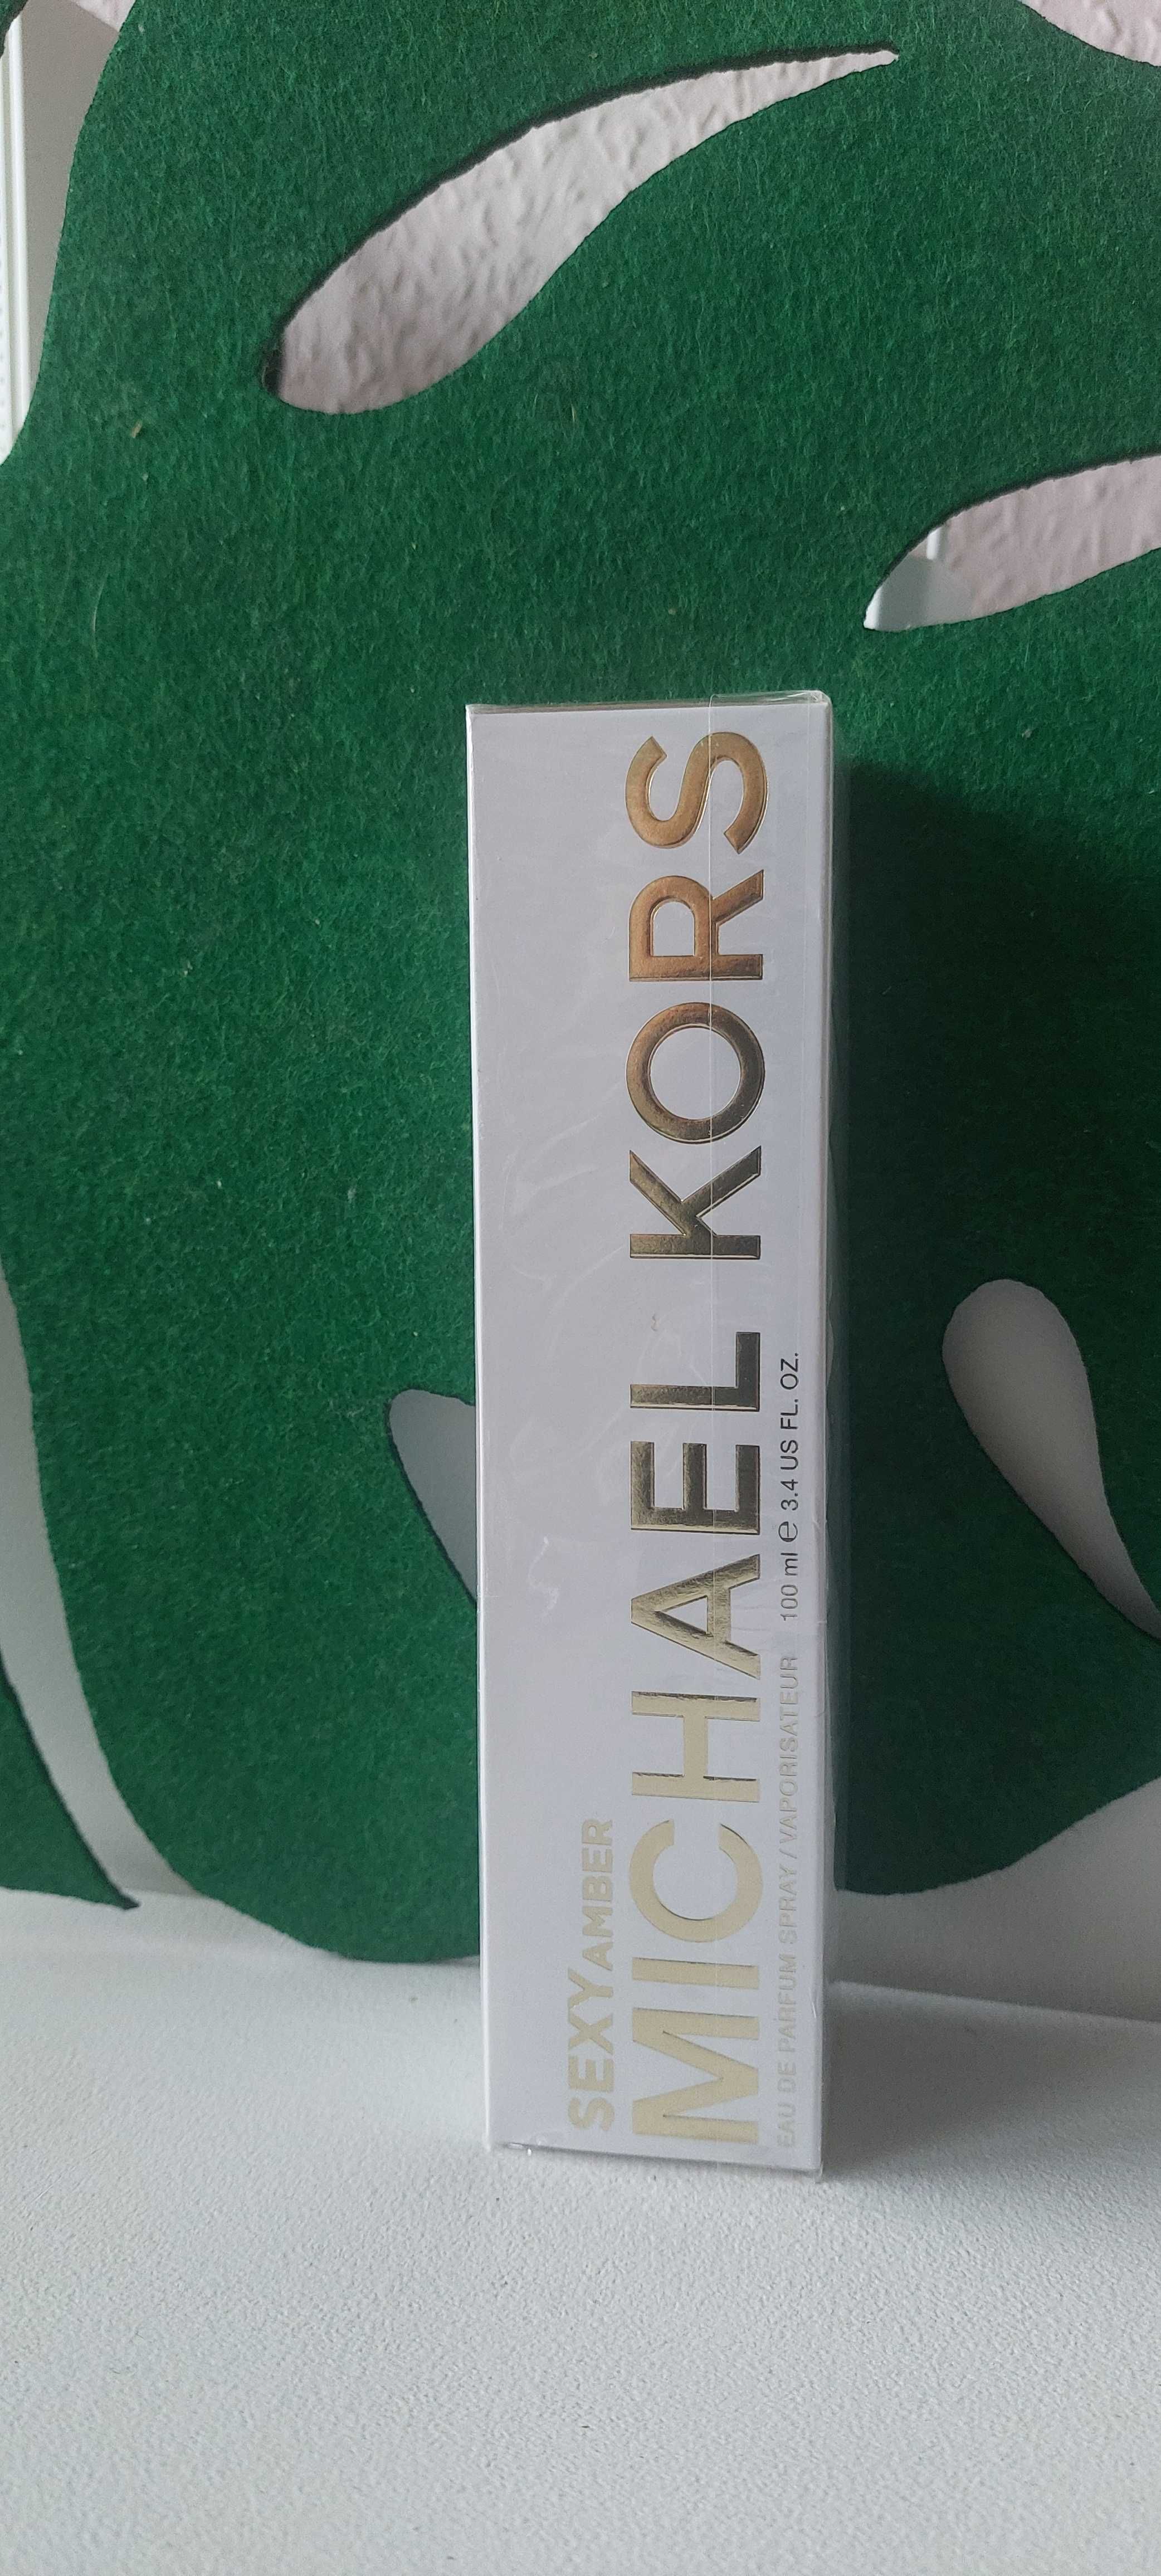 SEXY AMBER
MICHAEL KORS
EAU DE PARFUM SPRAY / VAPORISATEUR 100 ml ℮ 3.4 US FL. OZ.